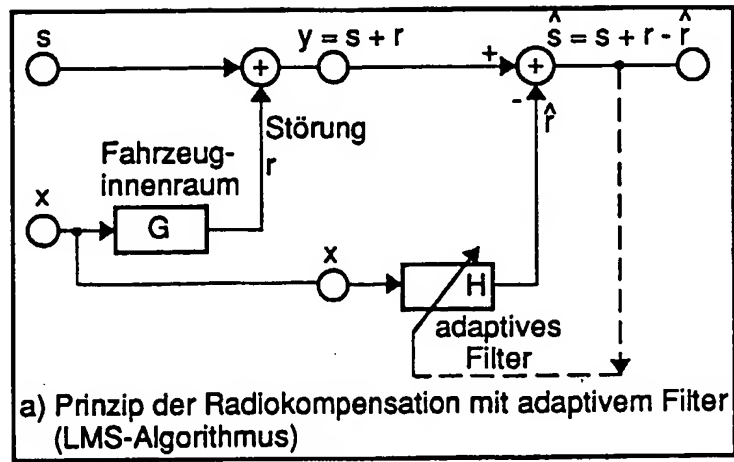 s
y = s + r
ŝ = s + r - r̂
+
+
+
-
r̂
Störung
r
Fahrzeug-
innenraum
x
G
x
H
adaptives
Filter
a) Prinzip der Radiokompensation mit adaptivem Filter
(LMS-Algorithmus)